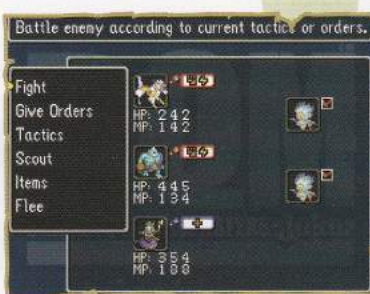 Battle enemy according to current tactics or orders.
Fight
Give Orders
Tactics
Scout
Items
Flee
HP: 242
MP: 142
HP: 445
MP: 134
HP: 354
MP: 188